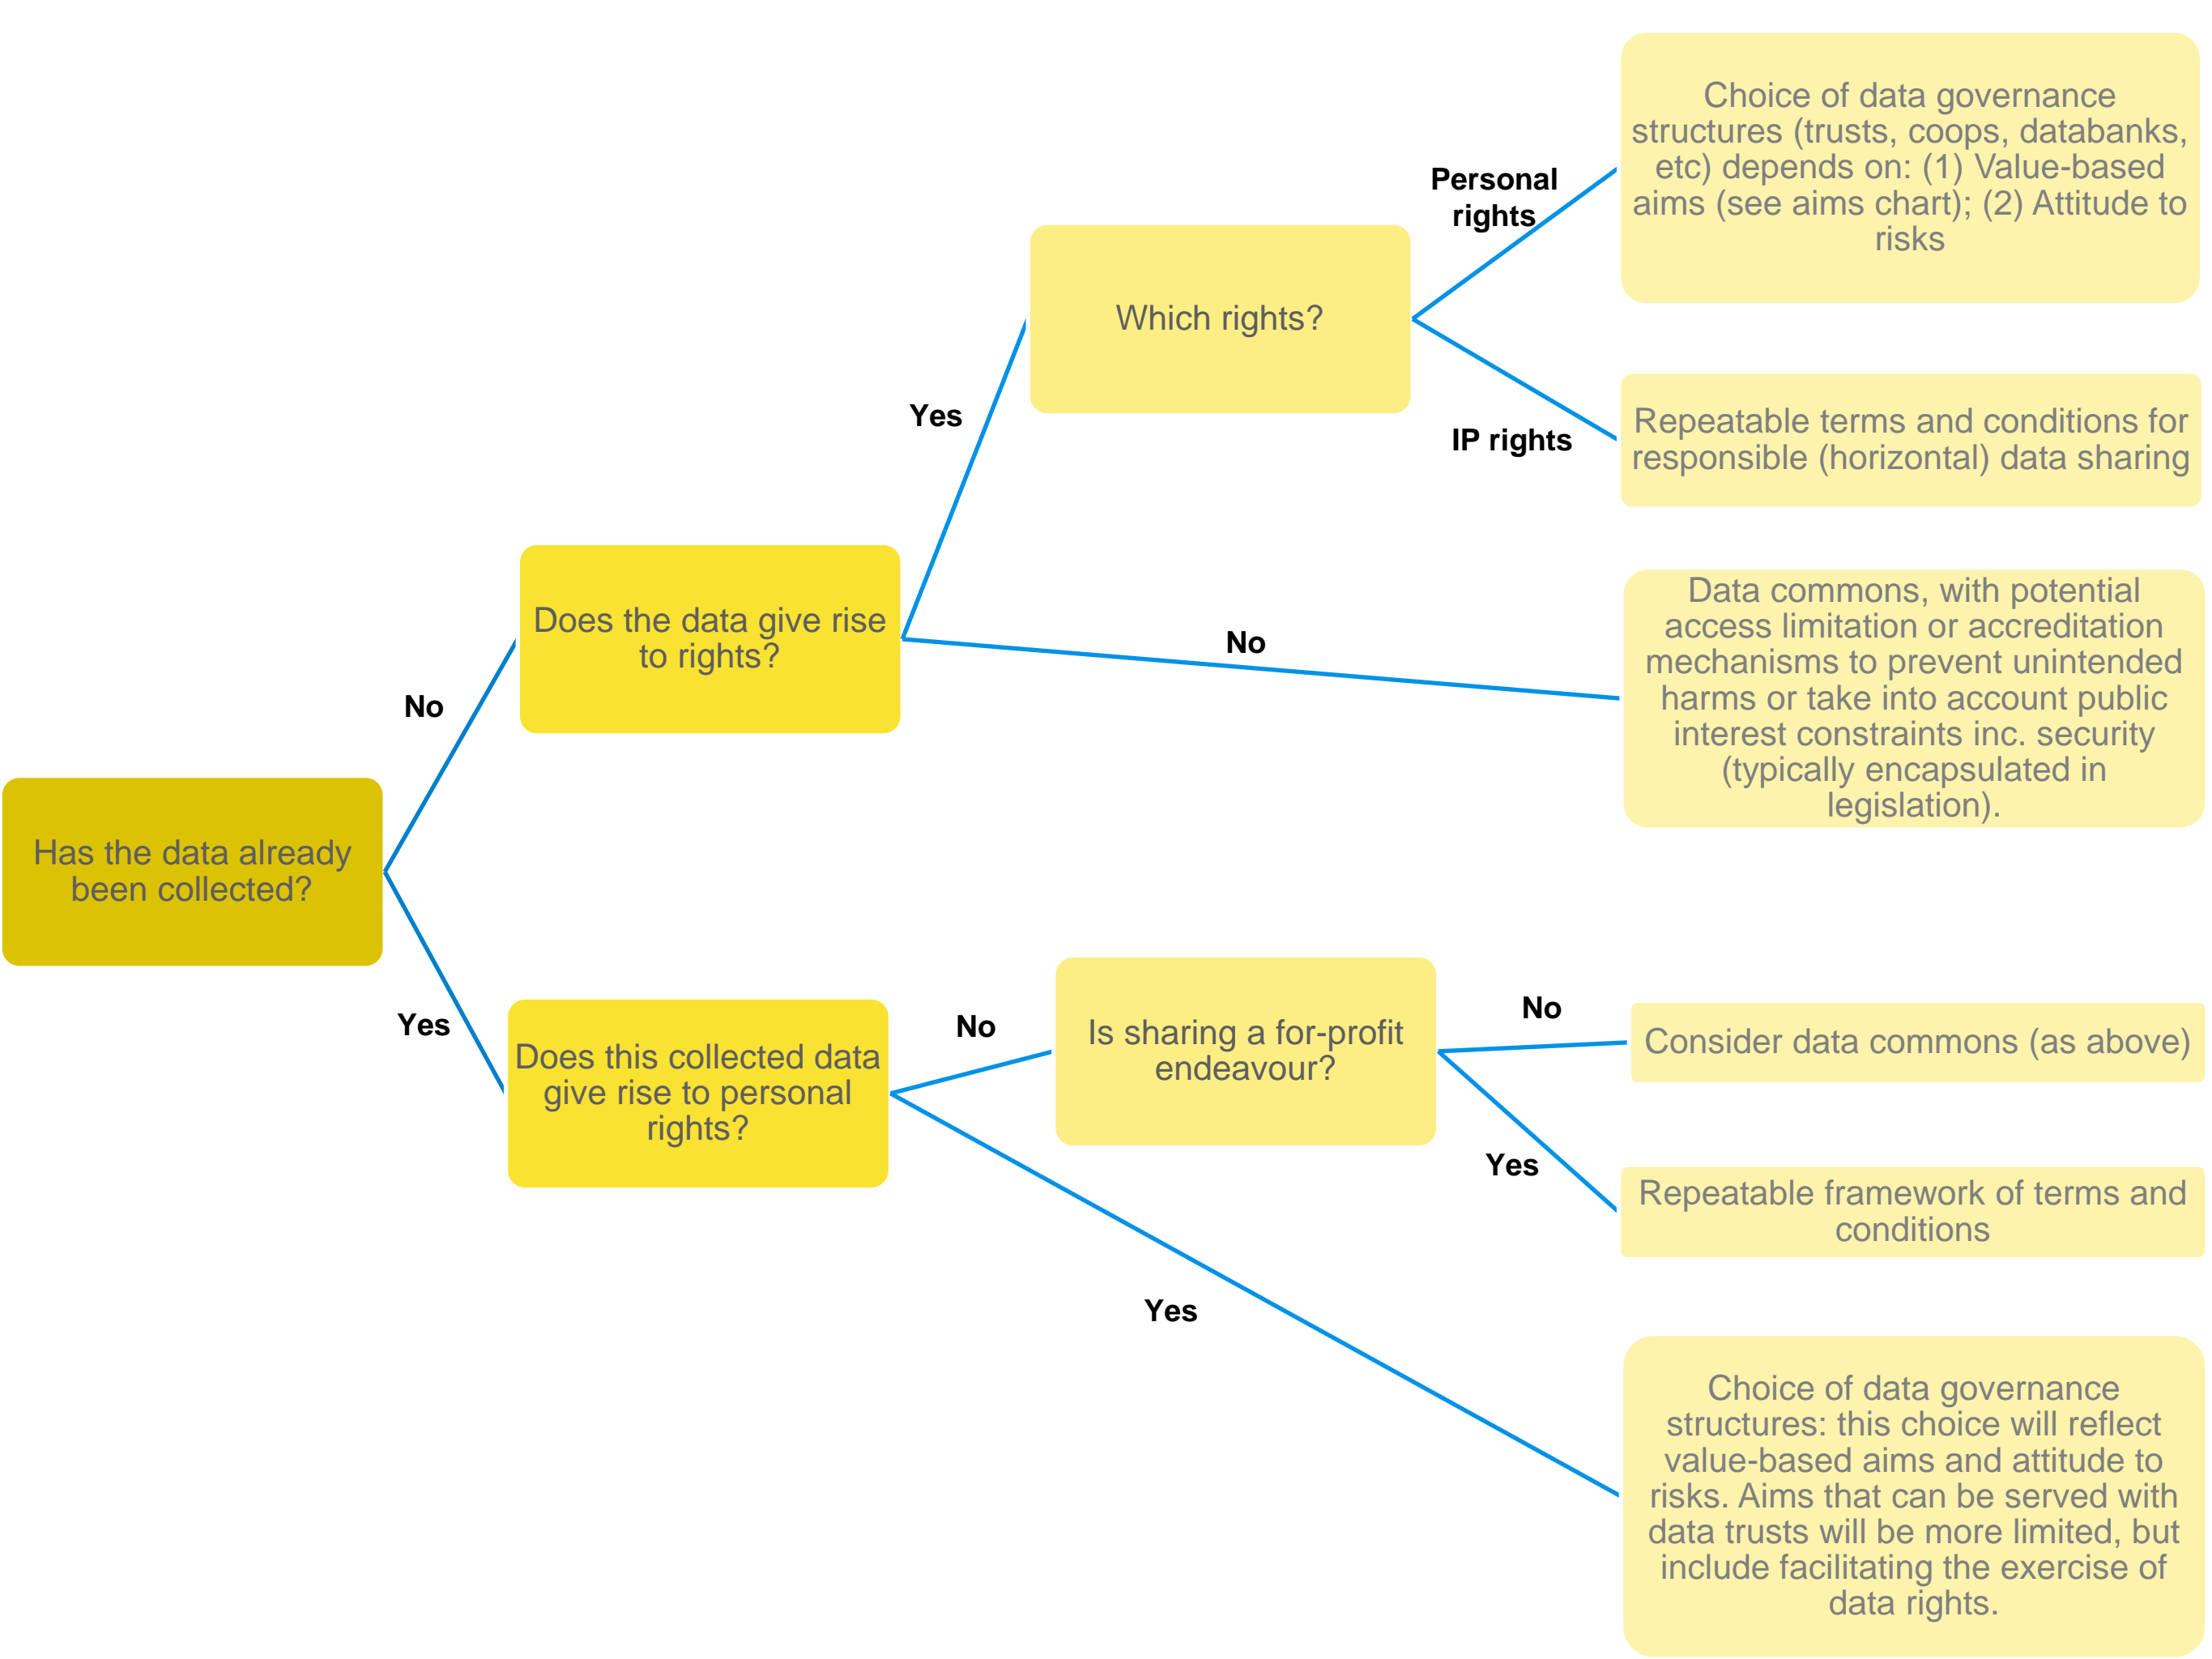 Choice of data governance
structures (trusts, coops, databanks,
etc) depends on: (1) Value-based
aims (see aims chart); (2) Attitude to
risks
Personal
rights
Which rights?
Yes
IP rights
Repeatable terms and conditions for
responsible (horizontal) data sharing
Does the data give rise
to rights?
No
Data commons, with potential
access limitation or accreditation
mechanisms to prevent unintended
harms or take into account public
interest constraints inc. security
(typically encapsulated in
legislation).
No
Has the data already
been collected?
Yes
Does this collected data
give rise to personal
rights?
No
Is sharing a for-profit
endeavour?
No
Consider data commons (as above)
Yes
Repeatable framework of terms and
conditions
Yes
Choice of data governance
structures: this choice will reflect
value-based aims and attitude to
risks. Aims that can be served with
data trusts will be more limited, but
include facilitating the exercise of
data rights.